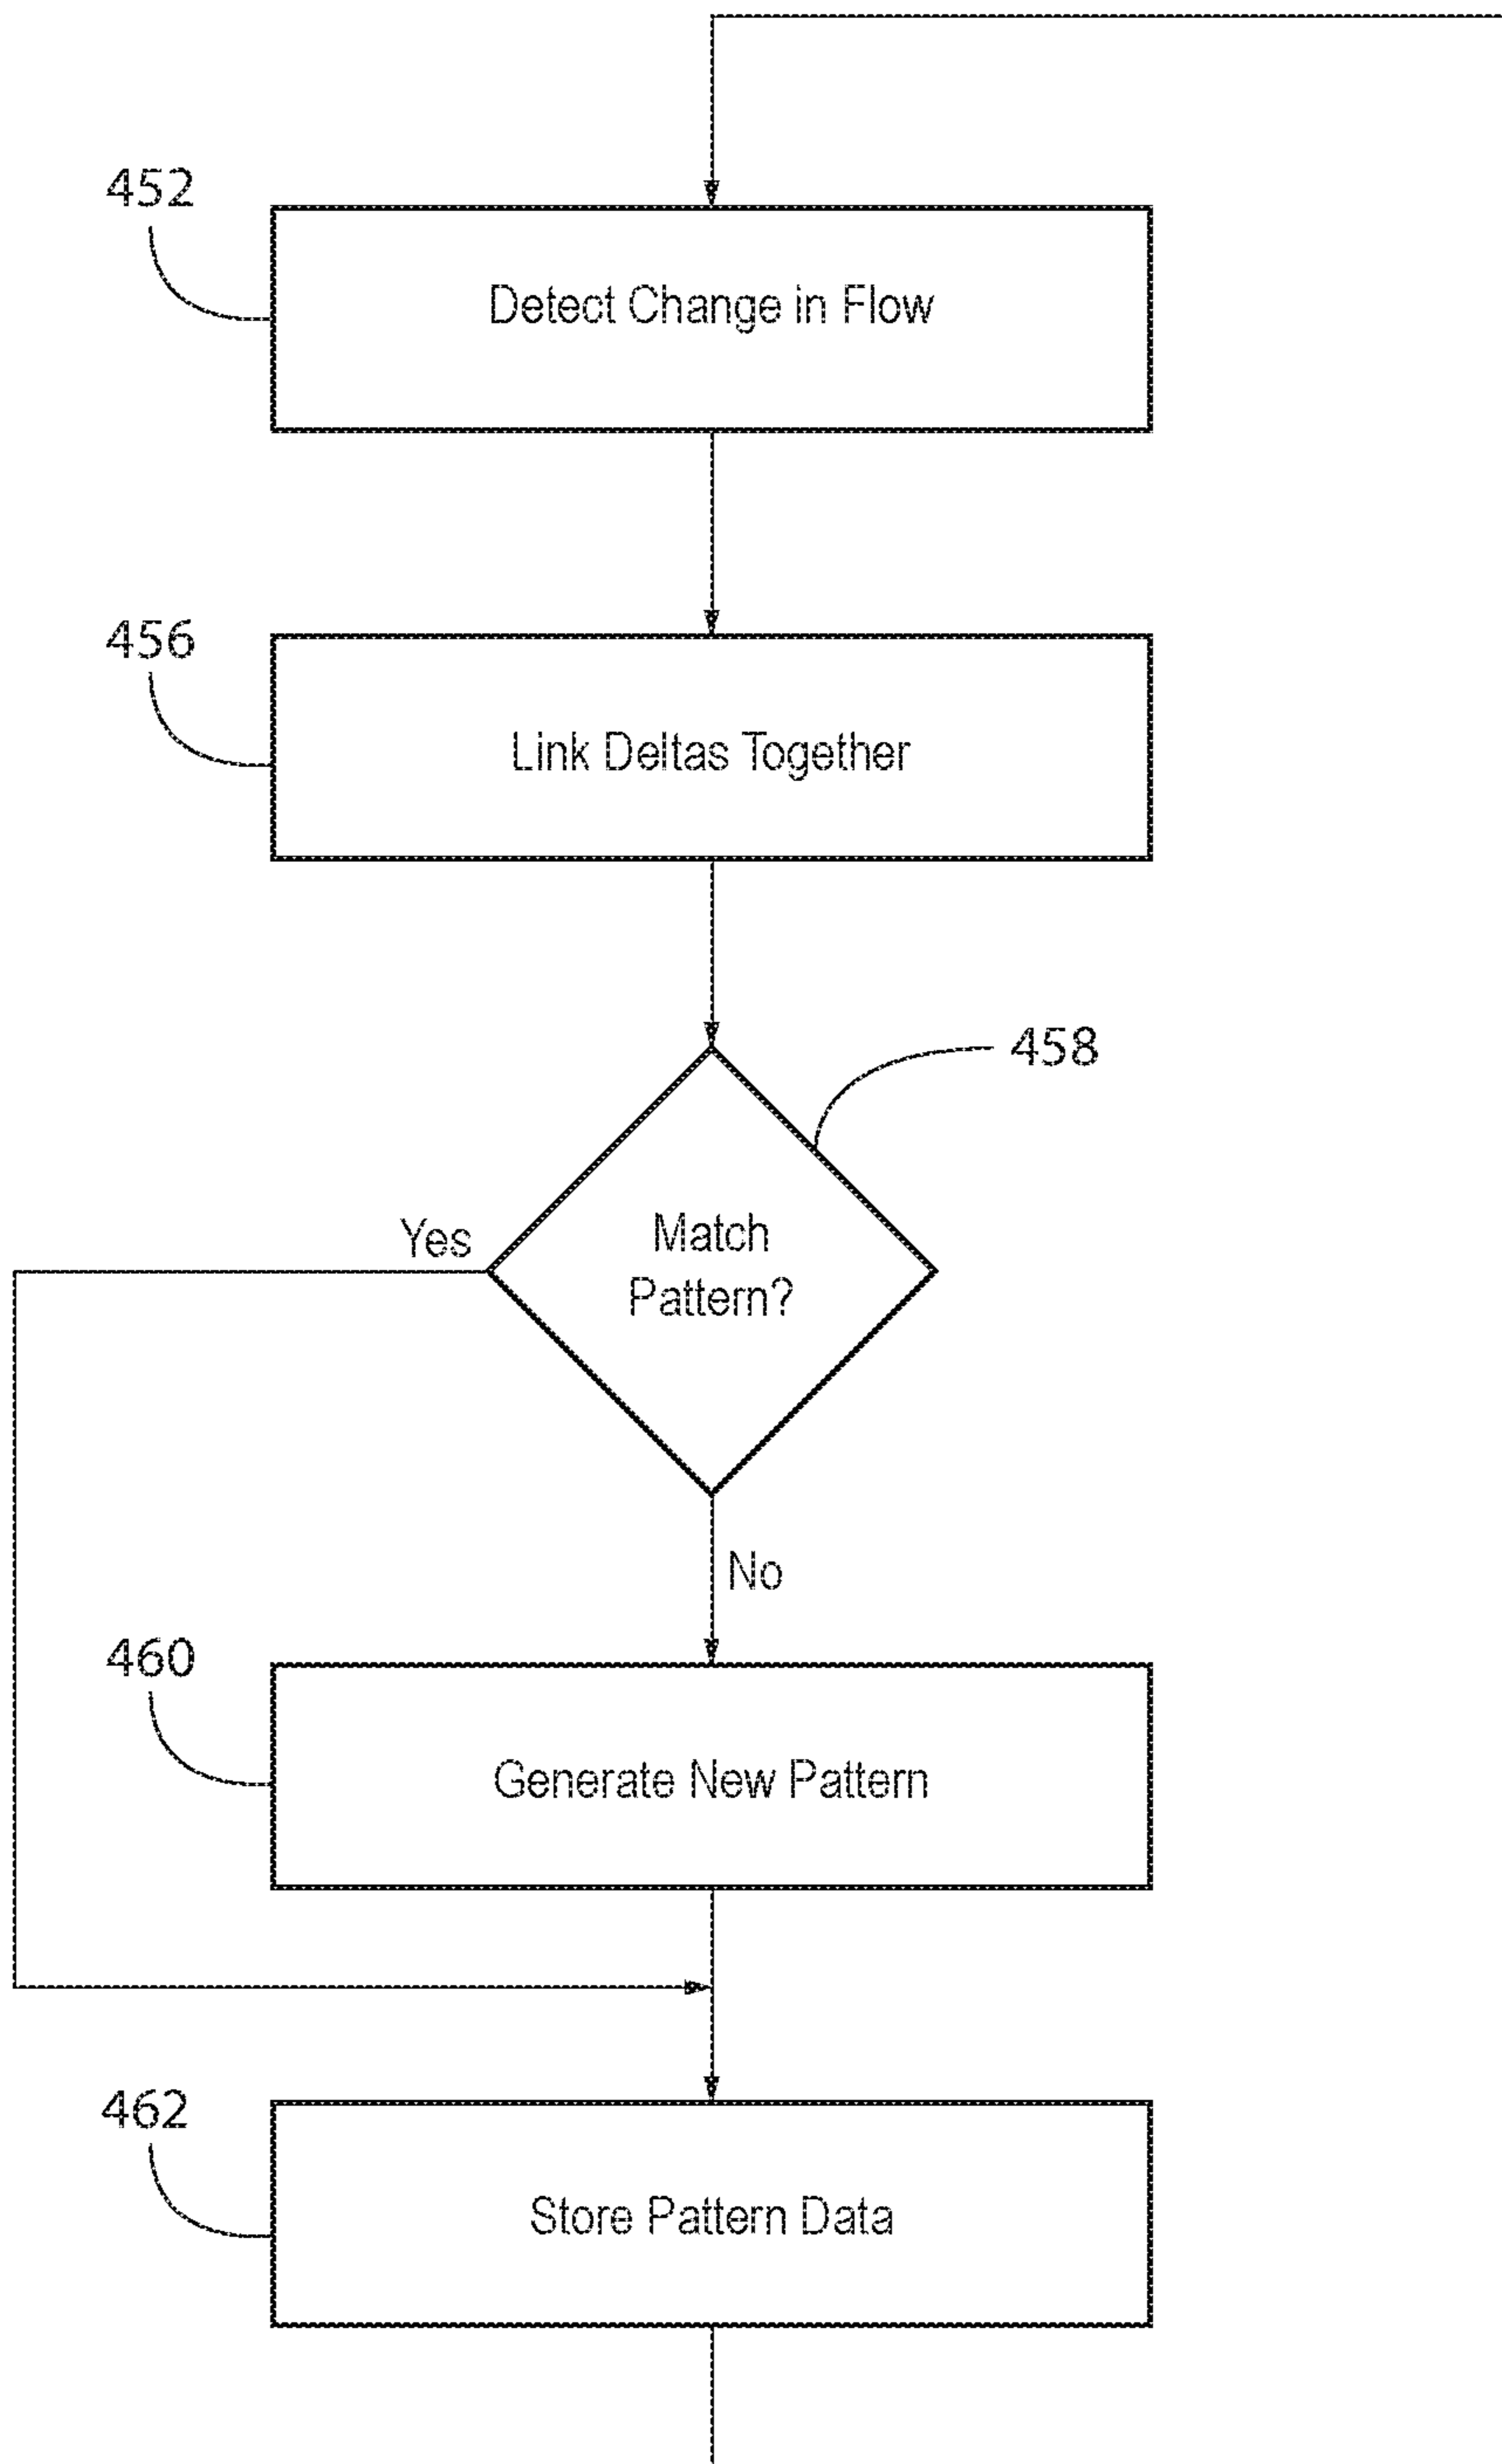 452
Detect Change in Flow
456
Link Deltas Together
458
Yes
Match
Pattern?
No
460
Generate New Pattern
462
Store Pattern Data